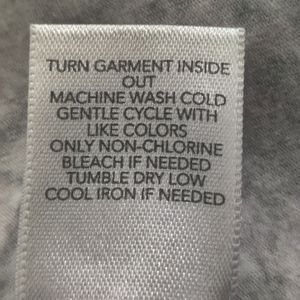 TURN GARMENT INSIDE
OUT
MACHINE WASH COLD
GENTLE CYCLE WITH
LIKE COLORS
ONLY NON-CHLORINE
BLEACH IF NEEDED
TUMBLE DRY LOW
COOL IRON IF NEEDED